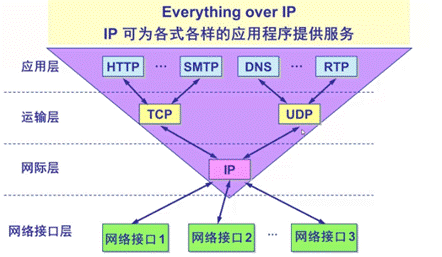 Everything over IP
IP 可为各式各样的应用程序提供服务
应用层 HTTP … SMTP DNS … RTP
运输层 TCP UDP
网际层 IP
网络接口层 网络接口 1 网络接口 2 … 网络接口 3